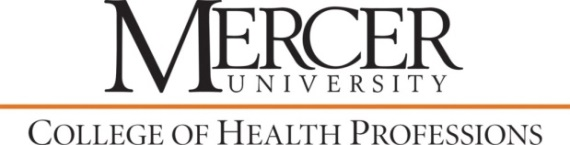 MERCER
UNIVERSITY
COLLEGE OF HEALTH PROFESSIONS